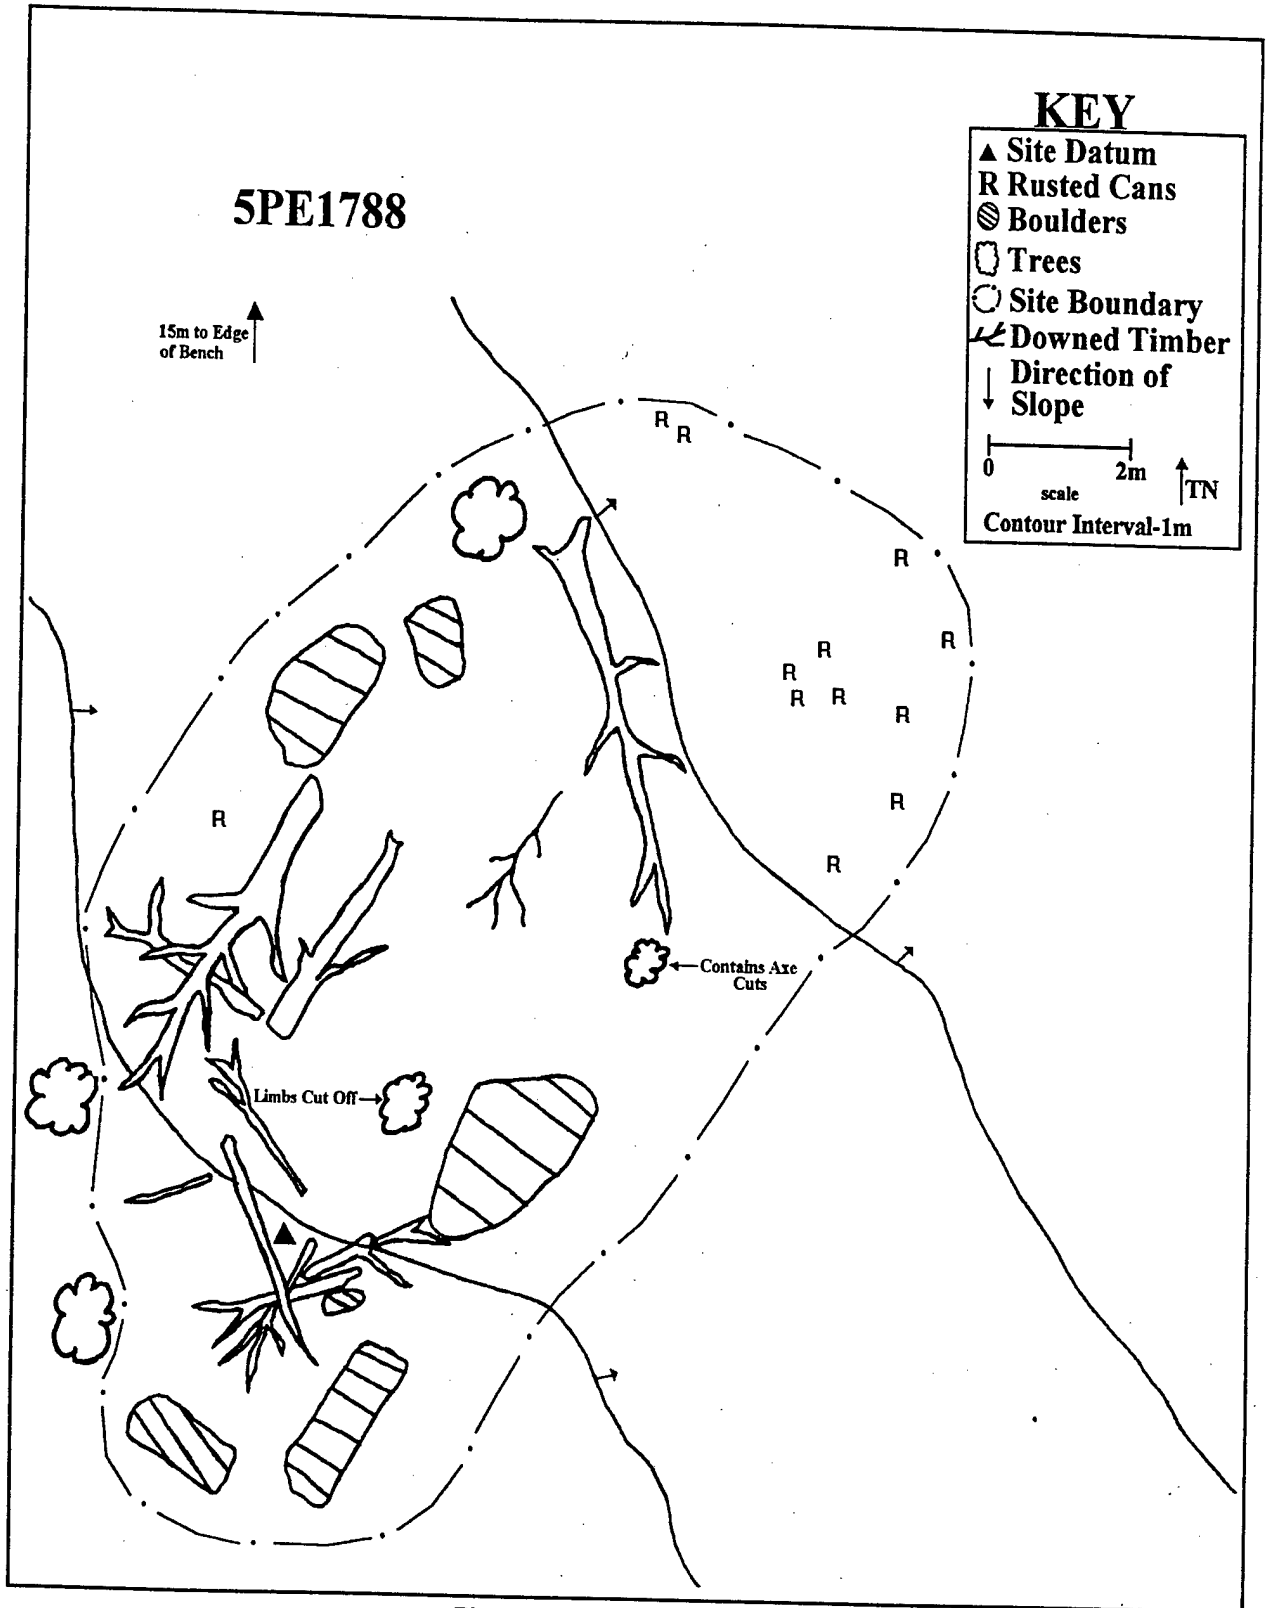 KEY
Site Datum
R Rusted Cans
Boulders
Trees
Site Boundary
Downed Timber
Direction of
Slope
0 2m
scale
TN
Contour Interval-1m
5PE1788
15m to Edge
of Bench
R
R
R
R
R
R
R
R
R
R
R
R
Contains Axe
Cuts
Limbs Cut Off